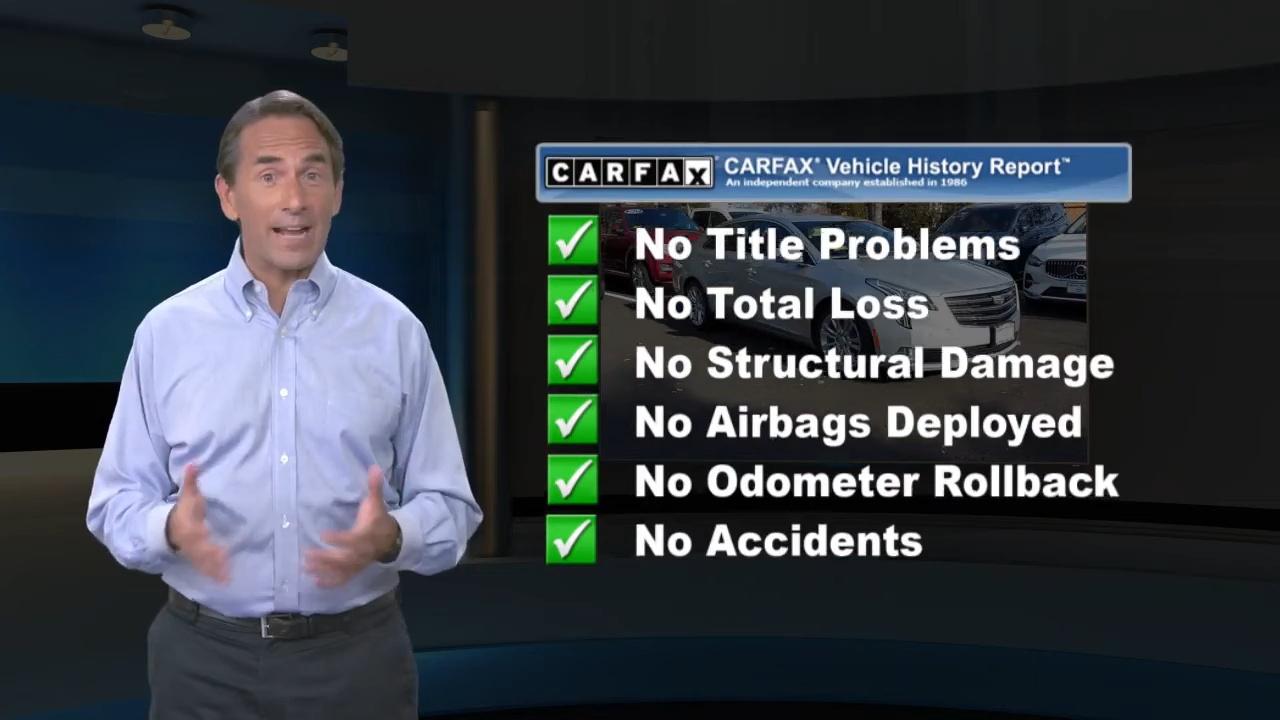 CARFAX CARFAX® Vehicle History Report™
An independent company established in 1986
No Title Problems
No Total Loss
No Structural Damage
No Airbags Deployed
No Odometer Rollback
No Accidents